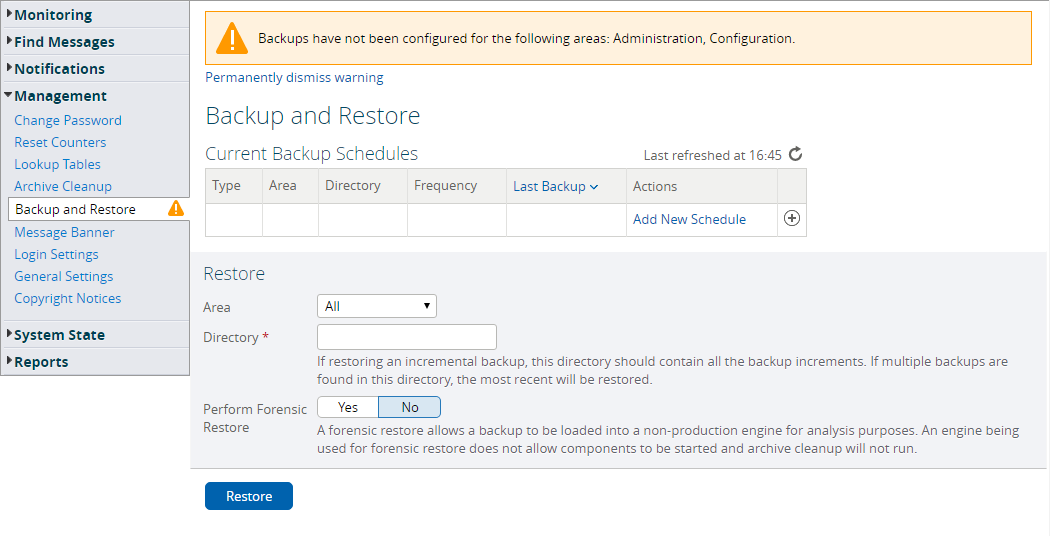 Monitoring
Find Messages
Notifications
Management
Change Password
Reset Counters
Lookup Tables
Archive Cleanup
Backup and Restore
Message Banner
Login Settings
General Settings
Copyright Notices
System State
Reports
Backups have not been configured for the following areas: Administration, Configuration.
Permanently dismiss warning
Backup and Restore
Current Backup Schedules
Last refreshed at 16:45
Type Area Directory Frequency Last Backup Actions
Add New Schedule
Restore
Area All
Directory *
If restoring an incremental backup, this directory should contain all the backup increments. If multiple backups are
found in this directory, the most recent will be restored.
Perform Forensic
Restore
Yes No
A forensic restore allows a backup to be loaded into a non-production engine for analysis purposes. An engine being
used for forensic restore does not allow components to be started and archive cleanup will not run.
Restore